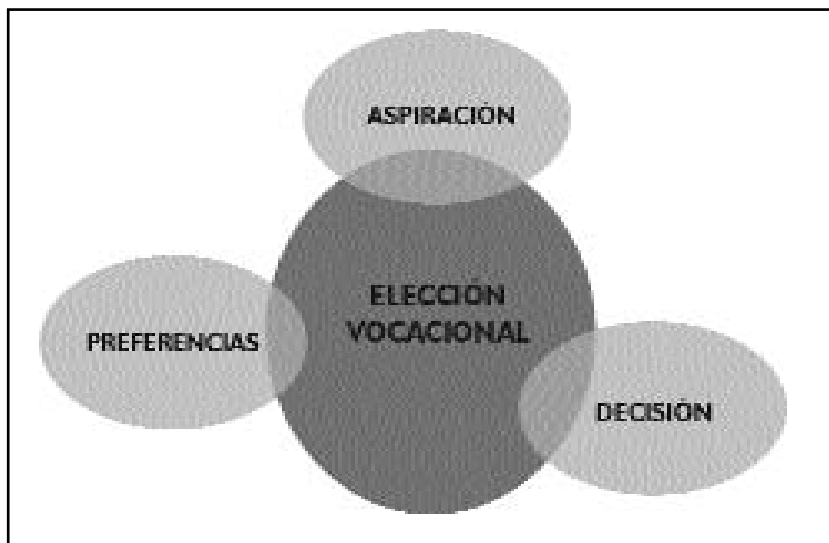 ASPIRACIÓN
ELECCIÓN
VOCACIONAL
PREFERENCIAS
DECISIÓN